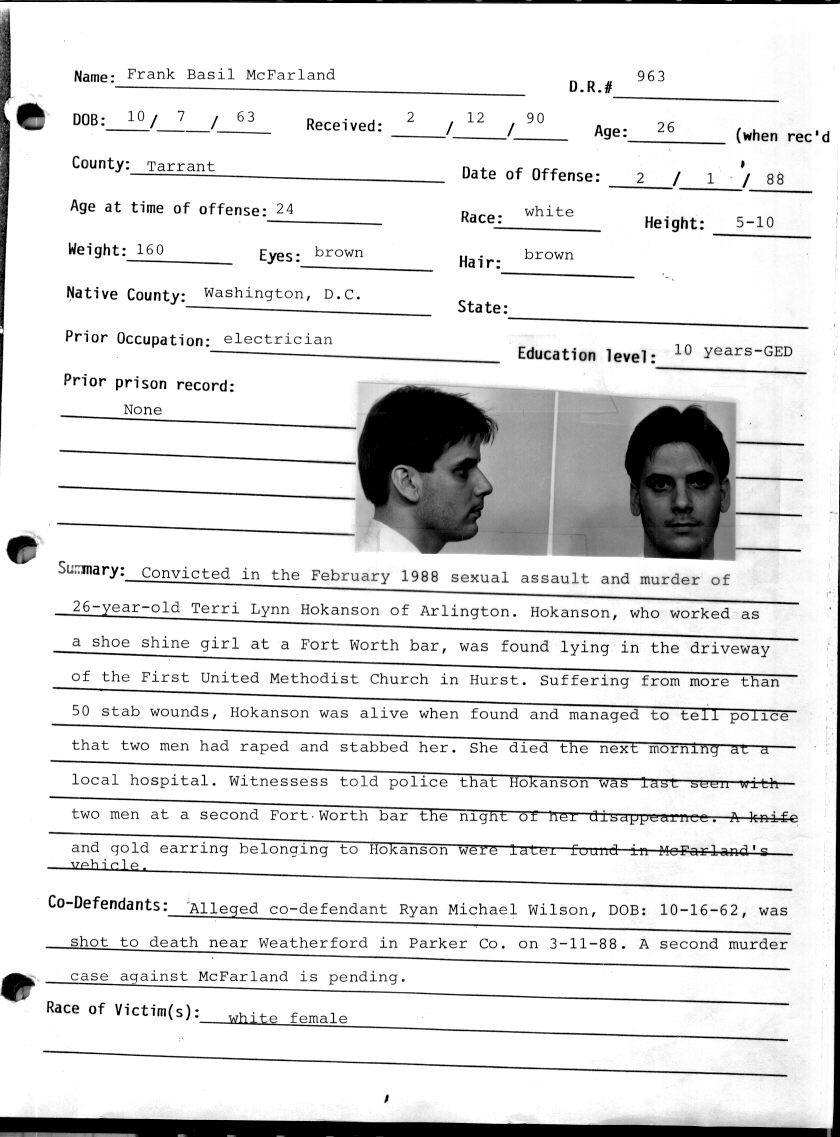 Name: Frank Basil McFarland D.R.# 963
DOB: 10/ 7 / 63 Received: 2 / 12 / 90 Age: 26 (when rec'd
County: Tarrant Date of Offense: 2 / 1 / 88
Age at time of offense: 24 Race: white Height: 5-10
Weight: 160 Eyes: brown Hair: brown
Native County: Washington, D.C. State:
Prior Occupation: electrician Education level: 10 years-GED
Prior prison record:
None
Summary: Convicted in the February 1988 sexual assault and murder of
26-year-old Terri Lynn Hokanson of Arlington. Hokanson, who worked as
a shoe shine girl at a Fort Worth bar, was found lying in the driveway
of the First United Methodist Church in Hurst. Suffering from more than
50 stab wounds, Hokanson was alive when found and managed to tell police
that two men had raped and stabbed her. She died the next morning at a
local hospital. Witnessess told police that Hokanson was last seen with
two men at a second Fort Worth bar the night of her disappearnce. A knife
and gold earring belonging to Hokanson were later found in McFarland's
vehicle.
Co-Defendants: Alleged co-defendant Ryan Michael Wilson, DOB: 10-16-62, was
shot to death near Weatherford in Parker Co. on 3-11-88. A second murder
case against McFarland is pending.
Race of Victim(s): white female